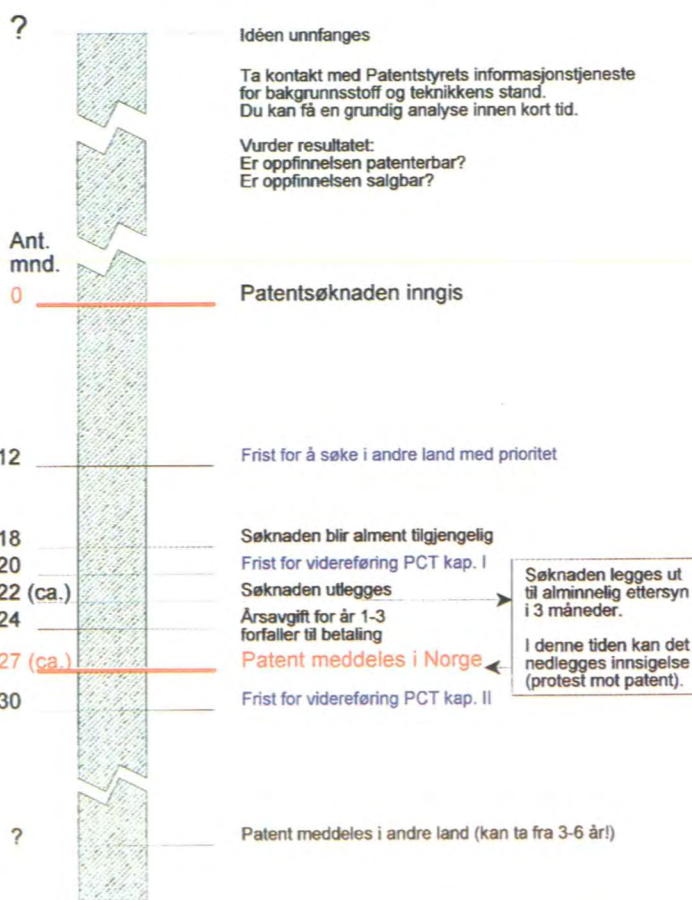 ?
Idéen unnfanges
Ta kontakt med Patentstyrets informasjonstjeneste
for bakgrunnsstoff og teknikkens stand.
Du kan få en grundig analyse innen kort tid.
Vurder resultatet:
Er oppfinnelsen patenterbar?
Er oppfinnelsen salgbar?
Ant.
mnd.
0 Patentsøknaden inngis
12 Frist for å søke i andre land med prioritet
18 Søknaden blir alment tilgjengelig
20 Frist for videreføring PCT kap. I
22 (ca.) Søknaden utlegges
24 Årsavgift for år 1-3
forfaller til betaling
27 (ca.) Patent meddeles i Norge
30 Frist for videreføring PCT kap. II
Søknaden legges ut
til alminnelig ettersyn
i 3 måneder.
I denne tiden kan det
nedlegges innsigelse
(protest mot patent).
? Patent meddeles i andre land (kan ta fra 3-6 år!)